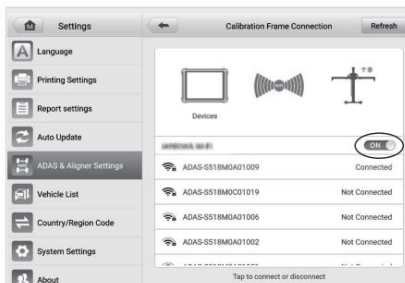 Settings
Calibration Frame Connection
Refresh
Language
Printing Settings
Report settings
Auto Update
ADAS & Aligner Settings
Vehicle List
Country/Region Code
System Settings
About
Devices
ON
ADAS-S518M0A01009 Connected
ADAS-S518M0C01019 Not Connected
ADAS-S518M0A01006 Not Connected
ADAS-S518M0A01002 Not Connected
Tap to connect or disconnect